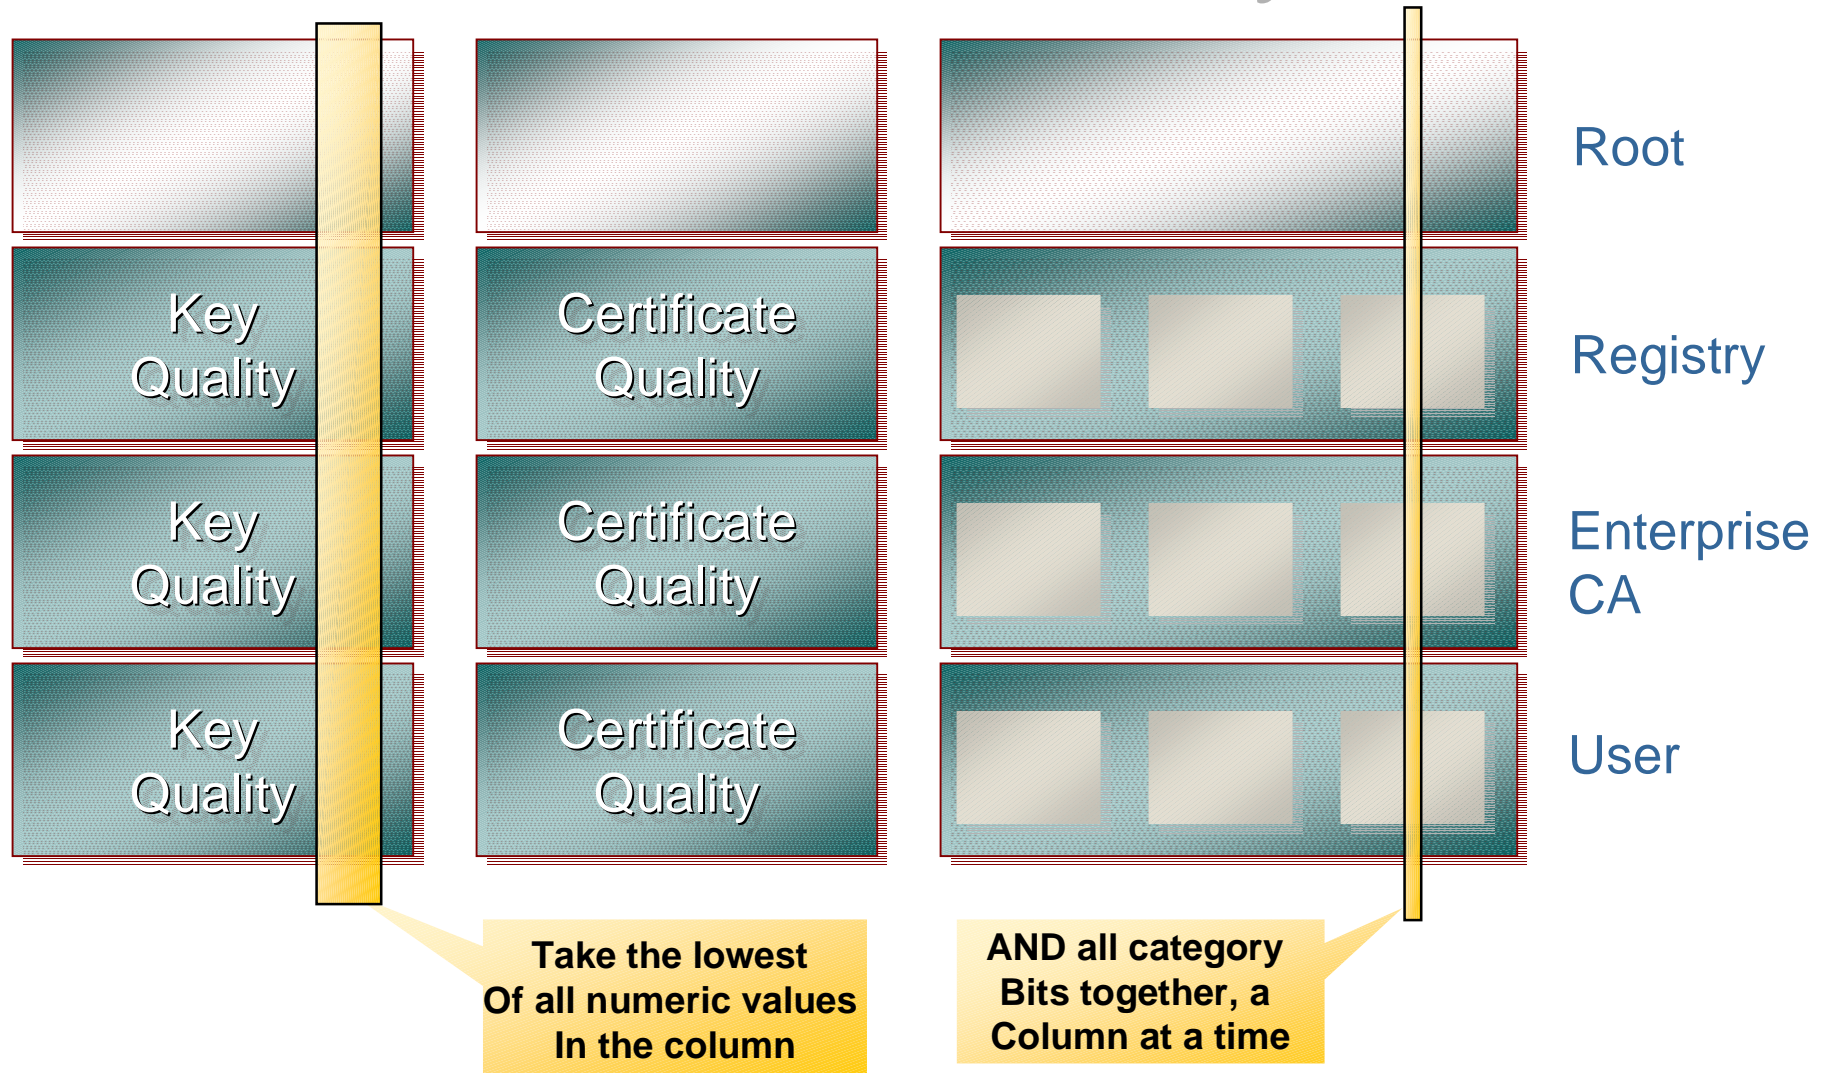 Root
Key
Quality
Certificate
Quality
Registry
Key
Quality
Certificate
Quality
Enterprise
CA
Key
Quality
Certificate
Quality
User
Take the lowest
Of all numeric values
In the column
AND all category
Bits together, a
Column at a time